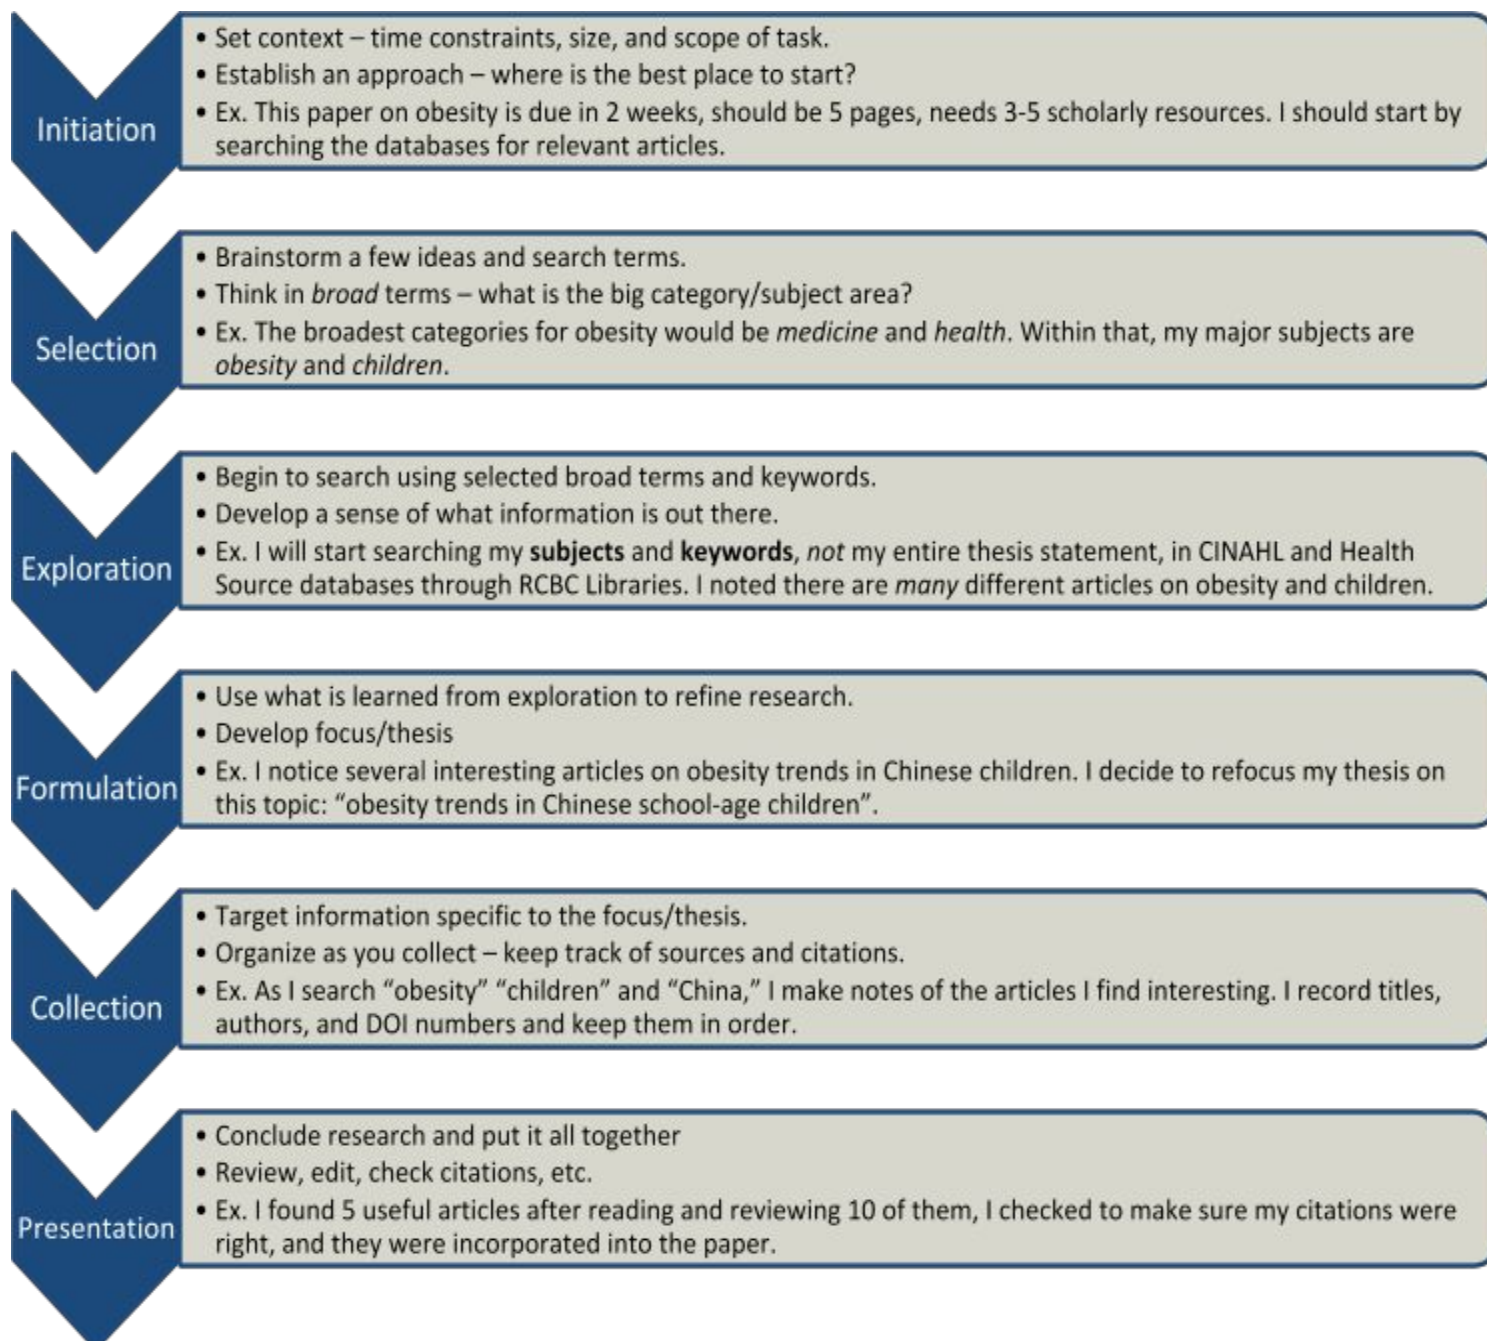 Initiation
• Set context – time constraints, size, and scope of task.
• Establish an approach – where is the best place to start?
• Ex. This paper on obesity is due in 2 weeks, should be 5 pages, needs 3-5 scholarly resources. I should start by
searching the databases for relevant articles.
Selection
• Brainstorm a few ideas and search terms.
• Think in broad terms – what is the big category/subject area?
• Ex. The broadest categories for obesity would be medicine and health. Within that, my major subjects are
obesity and children.
Exploration
• Begin to search using selected broad terms and keywords.
• Develop a sense of what information is out there.
• Ex. I will start searching my subjects and keywords, not my entire thesis statement, in CINAHL and Health
Source databases through RCBC Libraries. I noted there are many different articles on obesity and children.
Formulation
• Use what is learned from exploration to refine research.
• Develop focus/thesis
• Ex. I notice several interesting articles on obesity trends in Chinese children. I decide to refocus my thesis on
this topic: “obesity trends in Chinese school-age children”.
Collection
• Target information specific to the focus/thesis.
• Organize as you collect – keep track of sources and citations.
• Ex. As I search “obesity” “children” and “China,” I make notes of the articles I find interesting. I record titles,
authors, and DOI numbers and keep them in order.
Presentation
• Conclude research and put it all together
• Review, edit, check citations, etc.
• Ex. I found 5 useful articles after reading and reviewing 10 of them, I checked to make sure my citations were
right, and they were incorporated into the paper.